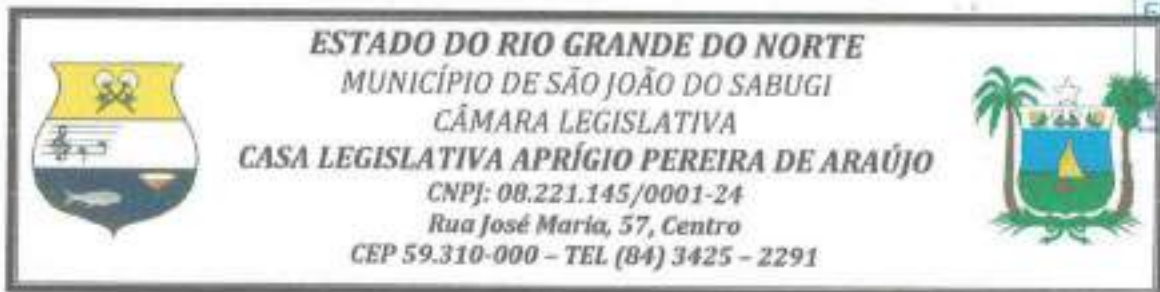 ESTADO DO RIO GRANDE DO NORTE
MUNICÍPIO DE SÃO JOÃO DO SABUGI
CÂMARA LEGISLATIVA
CASA LEGISLATIVA APRÍGIO PEREIRA DE ARAÚJO
CNPJ: 08.221.145/0001-24
Rua José Maria, 57, Centro
CEP 59.310-000 – TEL (84) 3425 – 2291